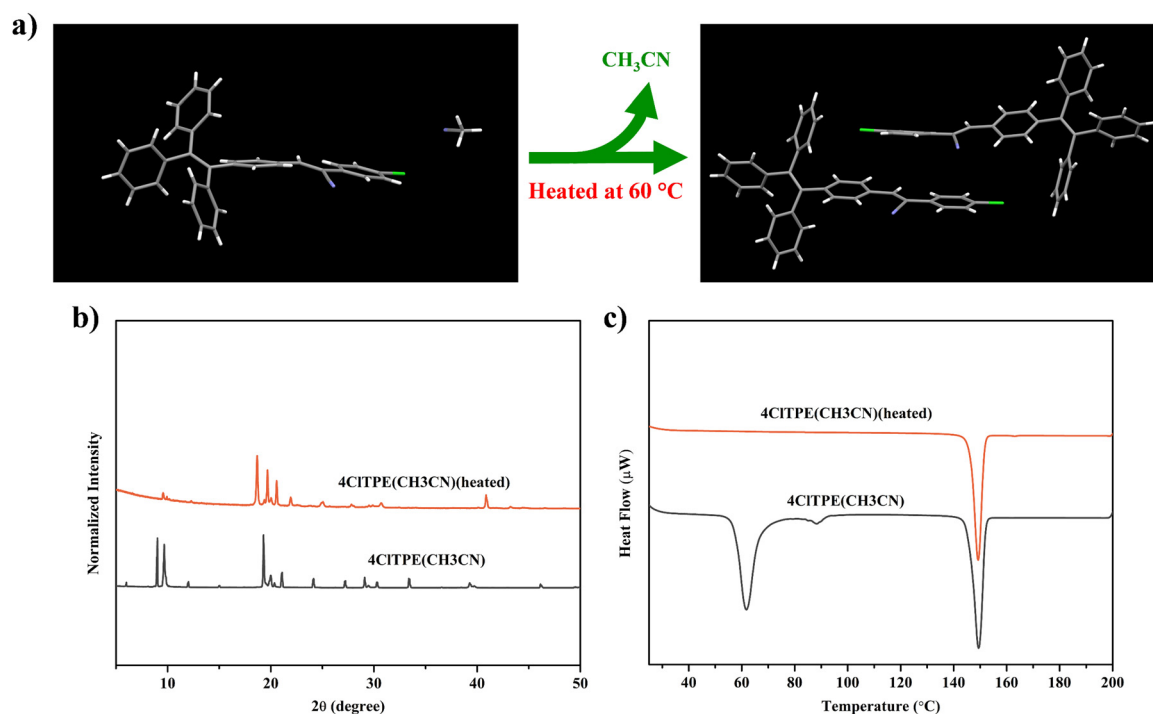 a)
CH₃CN
Heated at 60 °C
b)
Normalized Intensity
4ClTPE(CH3CN)(heated)
4ClTPE(CH3CN)
10 20 30 40 50
2θ (degree)
c)
Heat Flow (μW)
4ClTPE(CH3CN)(heated)
4ClTPE(CH3CN)
40 60 80 100 120 140 160 180 200
Temperature (°C)